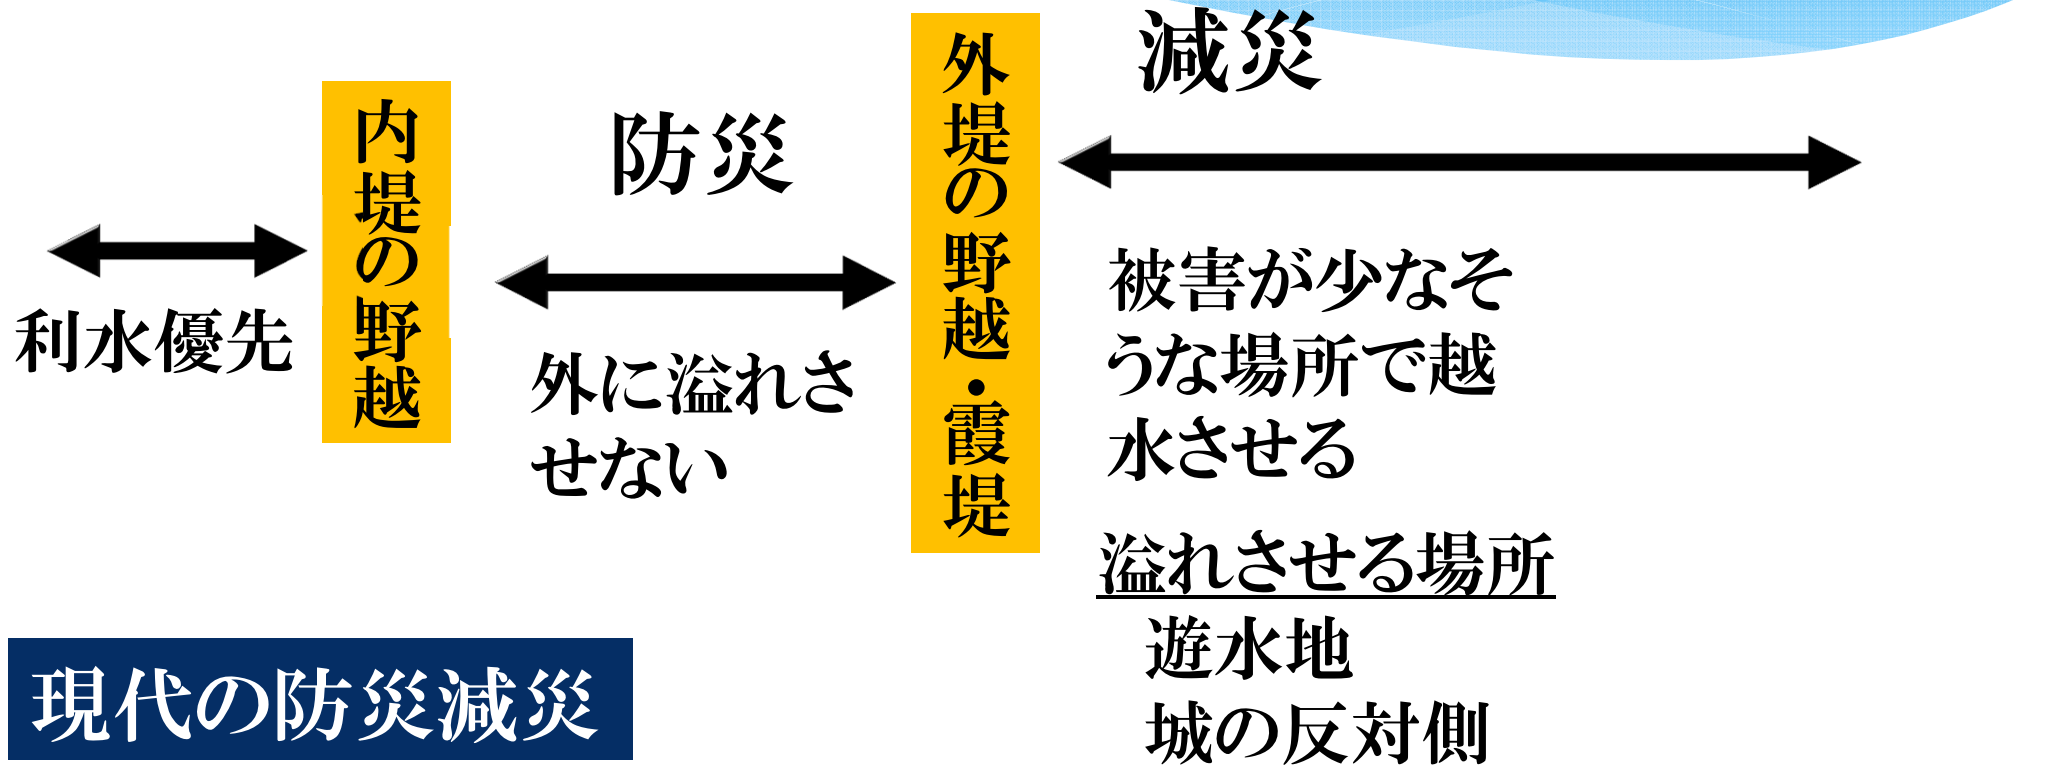 減災
外堤の野越・霞堤
内堤の野越
防災
利水優先
外に溢れさ
せない
被害が少なそ
うな場所で越
水させる
溢れさせる場所
遊水地
城の反対側
現代の防災減災